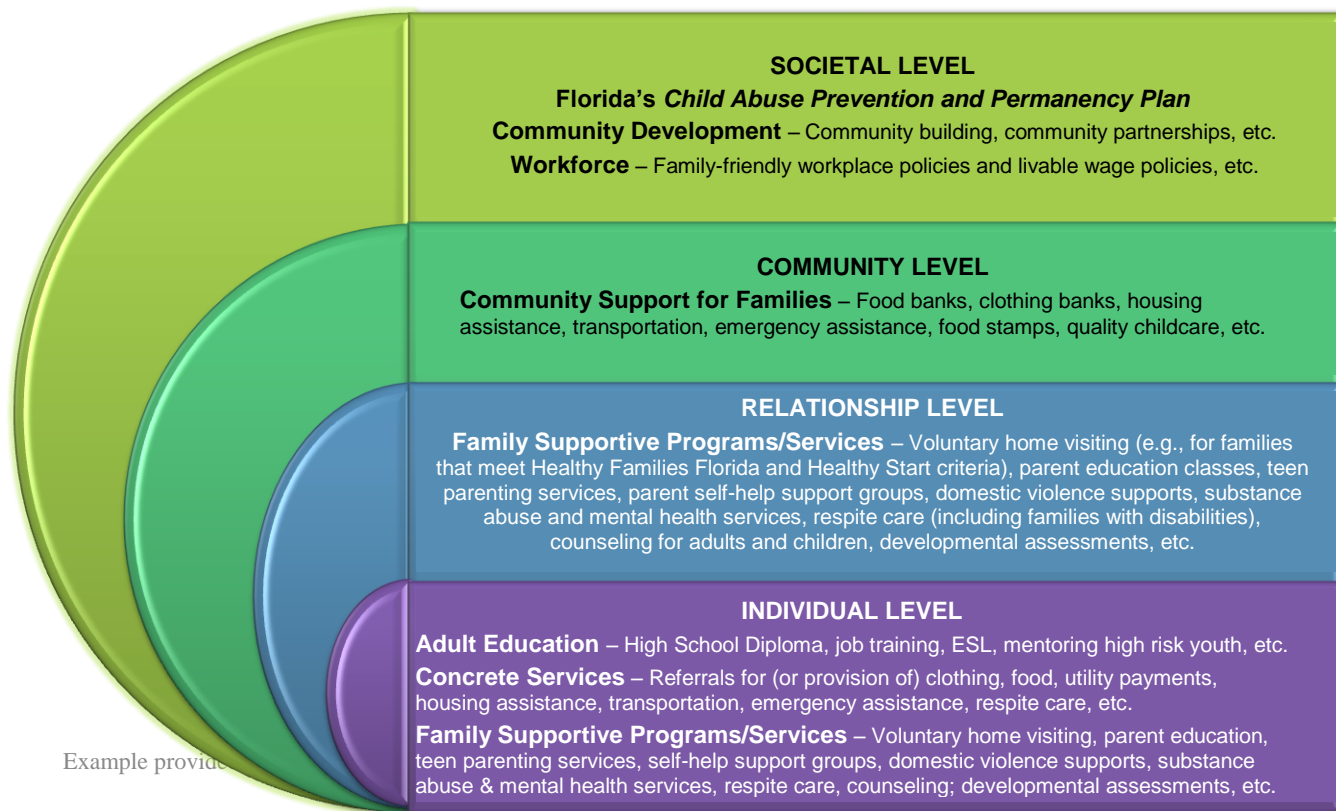 SOCIETAL LEVEL
Florida's Child Abuse Prevention and Permanency Plan
Community Development – Community building, community partnerships, etc.
Workforce – Family-friendly workplace policies and livable wage policies, etc.
COMMUNITY LEVEL
Community Support for Families – Food banks, clothing banks, housing
assistance, transportation, emergency assistance, food stamps, quality childcare, etc.
RELATIONSHIP LEVEL
Family Supportive Programs/Services – Voluntary home visiting (e.g., for families
that meet Healthy Families Florida and Healthy Start criteria), parent education classes, teen
parenting services, parent self-help support groups, domestic violence supports, substance
abuse and mental health services, respite care (including families with disabilities),
counseling for adults and children, developmental assessments, etc.
INDIVIDUAL LEVEL
Adult Education – High School Diploma, job training, ESL, mentoring high risk youth, etc.
Concrete Services – Referrals for (or provision of) clothing, food, utility payments,
housing assistance, transportation, emergency assistance, respite care, etc.
Family Supportive Programs/Services – Voluntary home visiting, parent education,
teen parenting services, self-help support groups, domestic violence supports, substance
abuse & mental health services, respite care, counseling; developmental assessments, etc.
Example